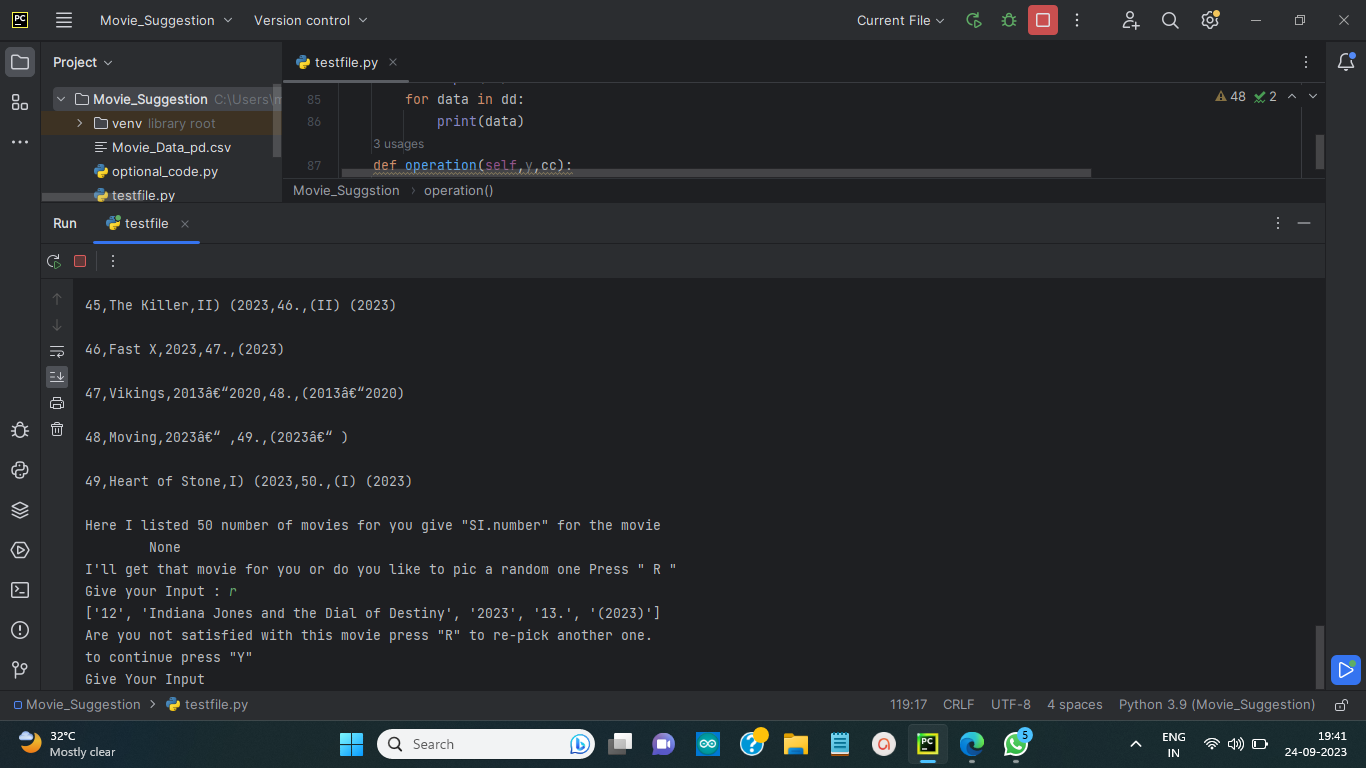 PC Movie_Suggestion Version control Current File
Project
testfile.py
Movie_Suggestion C:\Users\
venv library root
Movie_Data_pd.csv
optional_code.py
testfile.py
85 for data in dd:
86 print(data)
3 usages
87 def operation(self,y,cc):
48 2
Movie_Suggstion > operation()
Run testfile
45,The Killer,II) (2023,46.,(II) (2023)
46,Fast X,2023,47.,(2023)
47,Vikings,2013â€“2020,48.,(2013â€“2020)
48,Moving,2023â€“ ,49.,(2023â€“ )
49,Heart of Stone,I) (2023,50.,(I) (2023)
Here I listed 50 number of movies for you give "SI.number" for the movie
None
I'll get that movie for you or do you like to pic a random one Press " R "
Give your Input : r
['12', 'Indiana Jones and the Dial of Destiny', '2023', '13.', '(2023)']
Are you not satisfied with this movie press "R" to re-pick another one.
to continue press "Y"
Give Your Input
Movie_Suggestion > testfile.py 119:17 CRLF UTF-8 4 spaces Python 3.9 (Movie_Suggestion)
32°C
Mostly clear
Search
PC
5
ENG
IN
19:41
24-09-2023